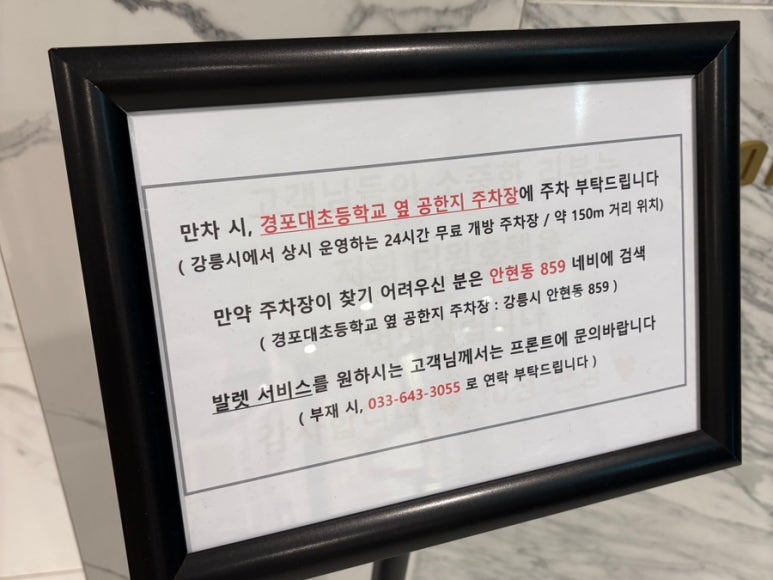 만차 시, 경포대초등학교 옆 공한지 주차장에 주차 부탁드립니다
( 강릉시에서 상시 운영하는 24시간 무료 개방 주차장 / 약 150m 거리 위치)
만약 주차장이 찾기 어려우신 분은 안현동 859 네비에 검색
( 경포대초등학교 옆 공한지 주차장 : 강릉시 안현동 859 )
발렛 서비스를 원하시는 고객님께서는 프론트에 문의바랍니다
( 부재 시, 033-643-3055 로 연락 부탁드립니다 )